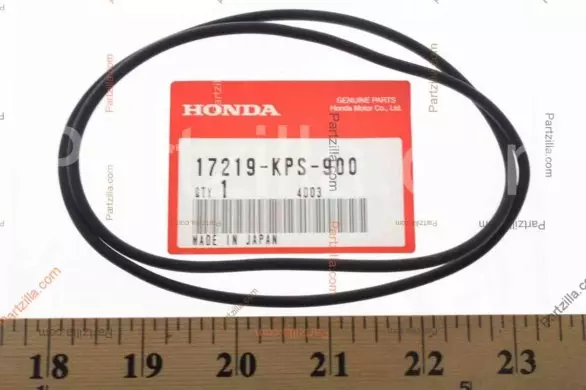 HONDA
GENUINE PARTS
Honda Motor Co., Ltd.
17219-KPS-900
QTY 1 4D03
MADE IN JAPAN
Partzilla.com
18 19 20 21 22 23